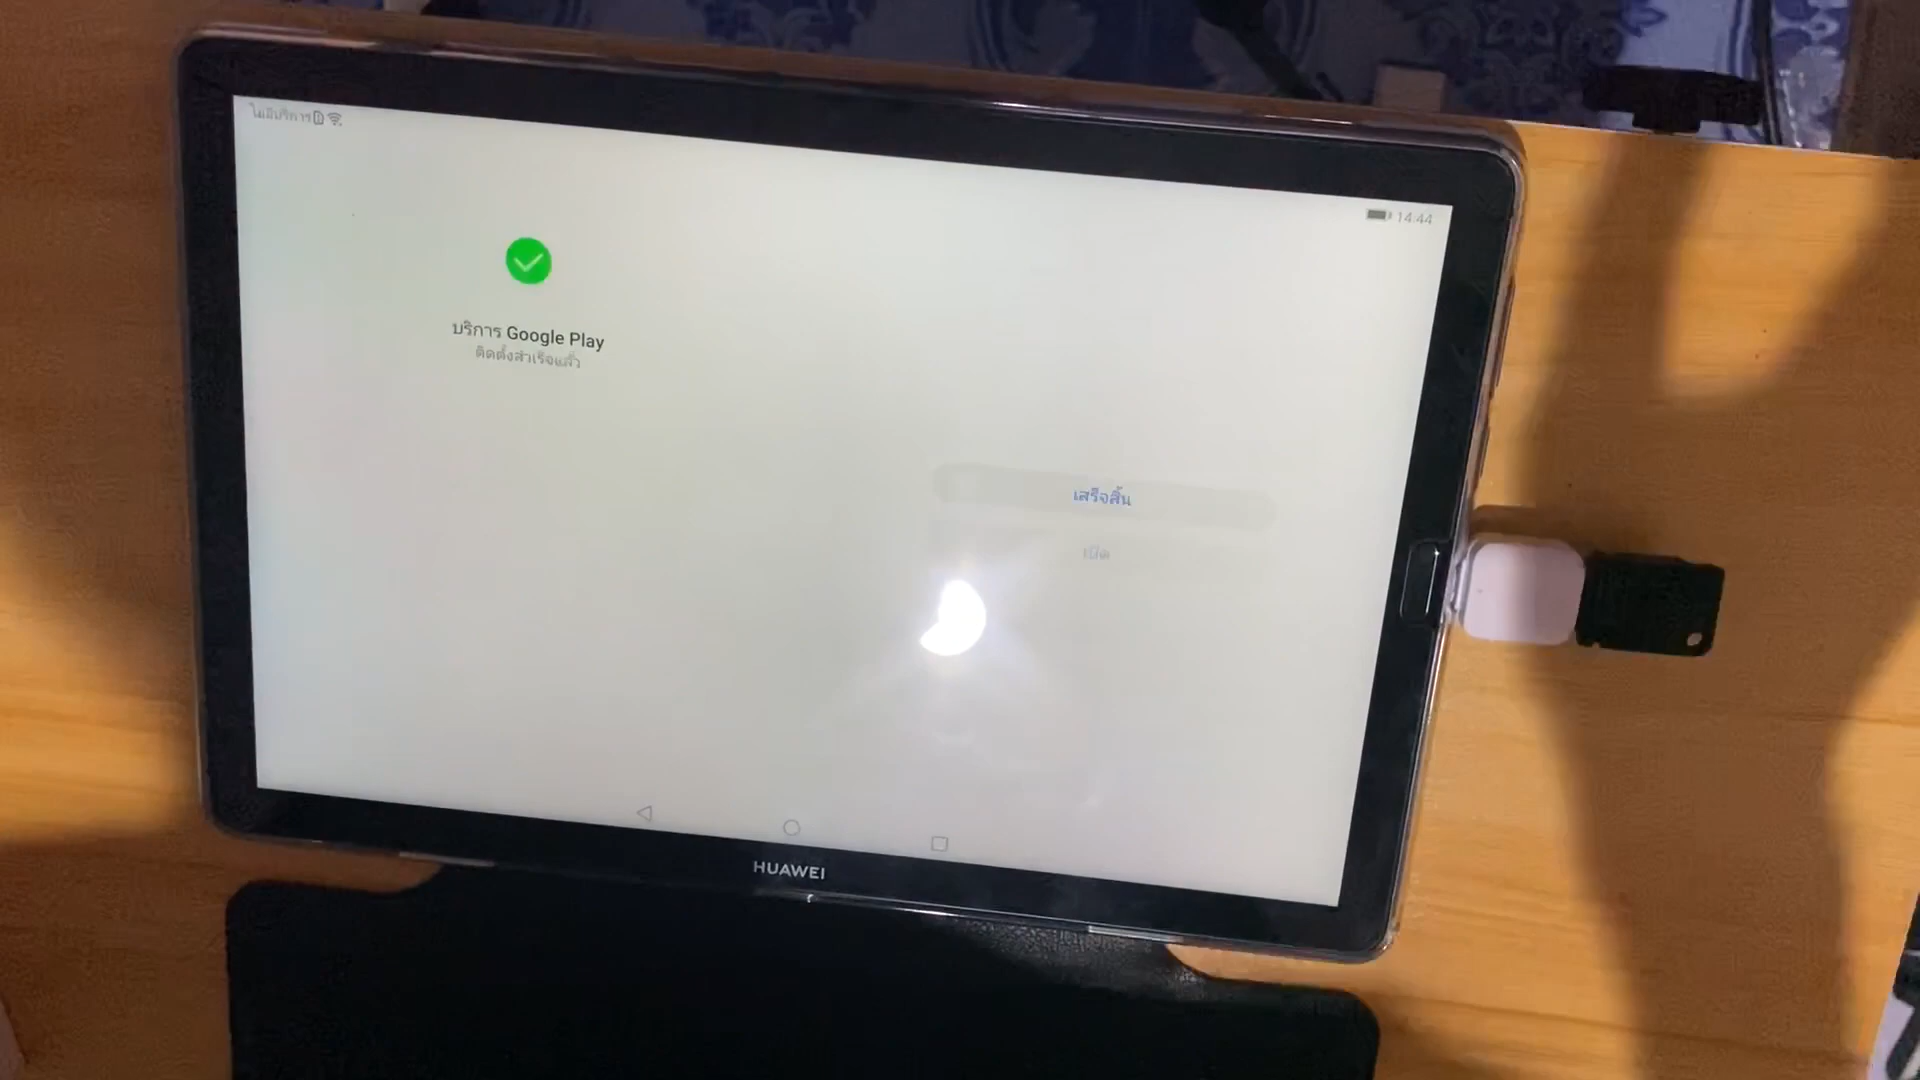 ไม่มีบริการ
14:44
บริการ Google Play
ติดตั้งสำเร็จแล้ว
เสร็จสิ้น
เปิด
HUAWEI